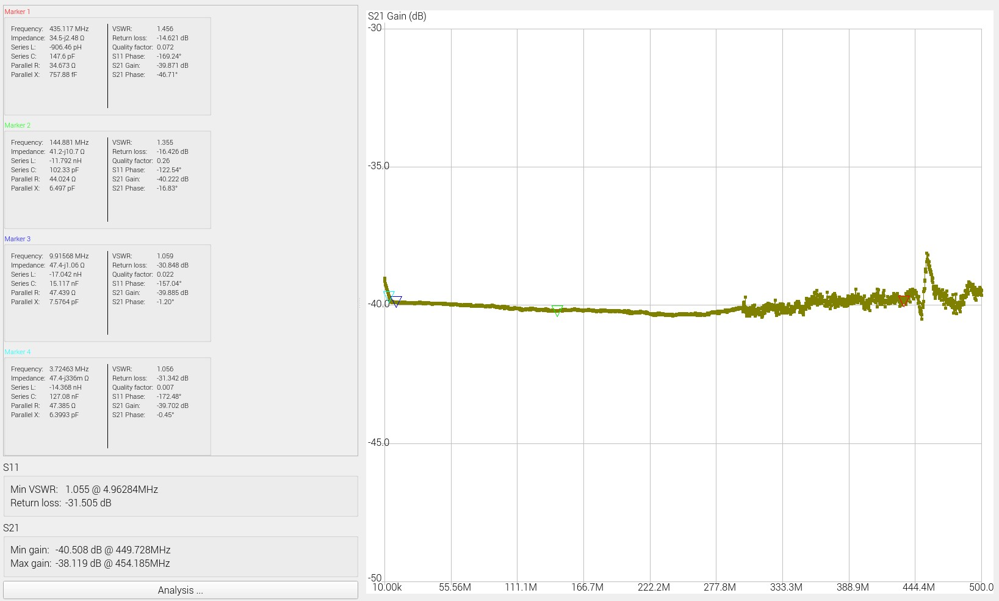 Marker 1
Frequency: 435.117 MHz VSWR: 1.456
Impedance: 34.5-j2.48 Ω Return loss: -14.621 dB
Series L: -906.46 pH Quality factor: 0.072
Series C: 147.6 pF S11 Phase: -169.24°
Parallel R: 34.673 Ω S21 Gain: -39.871 dB
Parallel X: 757.88 fF S21 Phase: -46.71°
Marker 2
Frequency: 144.881 MHz VSWR: 1.355
Impedance: 41.2-j10.7 Ω Return loss: -16.426 dB
Series L: -11.792 nH Quality factor: 0.26
Series C: 102.33 pF S11 Phase: -122.54°
Parallel R: 44.024 Ω S21 Gain: -40.222 dB
Parallel X: 6.497 pF S21 Phase: -16.83°
Marker 3
Frequency: 9.91568 MHz VSWR: 1.059
Impedance: 47.4-j1.06 Ω Return loss: -30.848 dB
Series L: -17.042 nH Quality factor: 0.022
Series C: 15.117 nF S11 Phase: -157.04°
Parallel R: 47.439 Ω S21 Gain: -39.885 dB
Parallel X: 7.5764 pF S21 Phase: -1.20°
Marker 4
Frequency: 3.72463 MHz VSWR: 1.056
Impedance: 47.4-j336m Ω Return loss: -31.342 dB
Series L: -14.368 nH Quality factor: 0.007
Series C: 127.08 nF S11 Phase: -172.48°
Parallel R: 47.385 Ω S21 Gain: -39.702 dB
Parallel X: 6.3993 pF S21 Phase: -0.45°
S11
Min VSWR: 1.055 @ 4.96284MHz
Return loss: -31.505 dB
S21
Min gain: -40.508 dB @ 449.728MHz
Max gain: -38.119 dB @ 454.185MHz
Analysis ...
S21 Gain (dB)
-30
-35.0
-40.0
-45.0
-50
10.00k 55.56M 111.1M 166.7M 222.2M 277.8M 333.3M 388.9M 444.4M 500.0